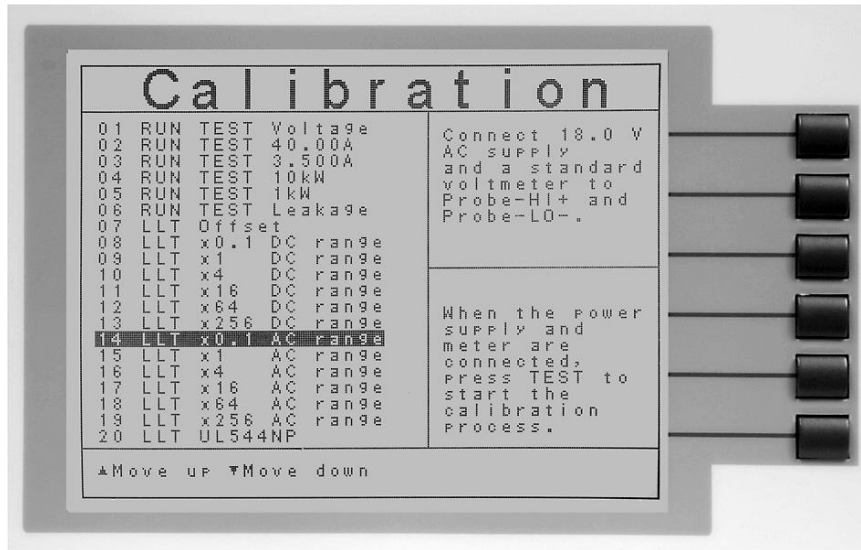 Calibration
01 RUN TEST Voltage
02 RUN TEST 40.00A
03 RUN TEST 3.500A
04 RUN TEST 10kW
05 RUN TEST 1kW
06 RUN TEST Leakage
07 LLT Offset
08 LLT x0.1 DC range
09 LLT x1 DC range
10 LLT x4 DC range
11 LLT x16 DC range
12 LLT x64 DC range
13 LLT x256 DC range
14 LLT x0.1 AC range
15 LLT x1 AC range
16 LLT x4 AC range
17 LLT x16 AC range
18 LLT x64 AC range
19 LLT x256 AC range
20 LLT UL544NP
Connect 18.0 V
AC supply
and a standard
voltmeter to
Probe-HI+ and
Probe-LO-.
When the power
supply and
meter are
connected,
press TEST to
start the
calibration
process.
▲Move up ▼Move down